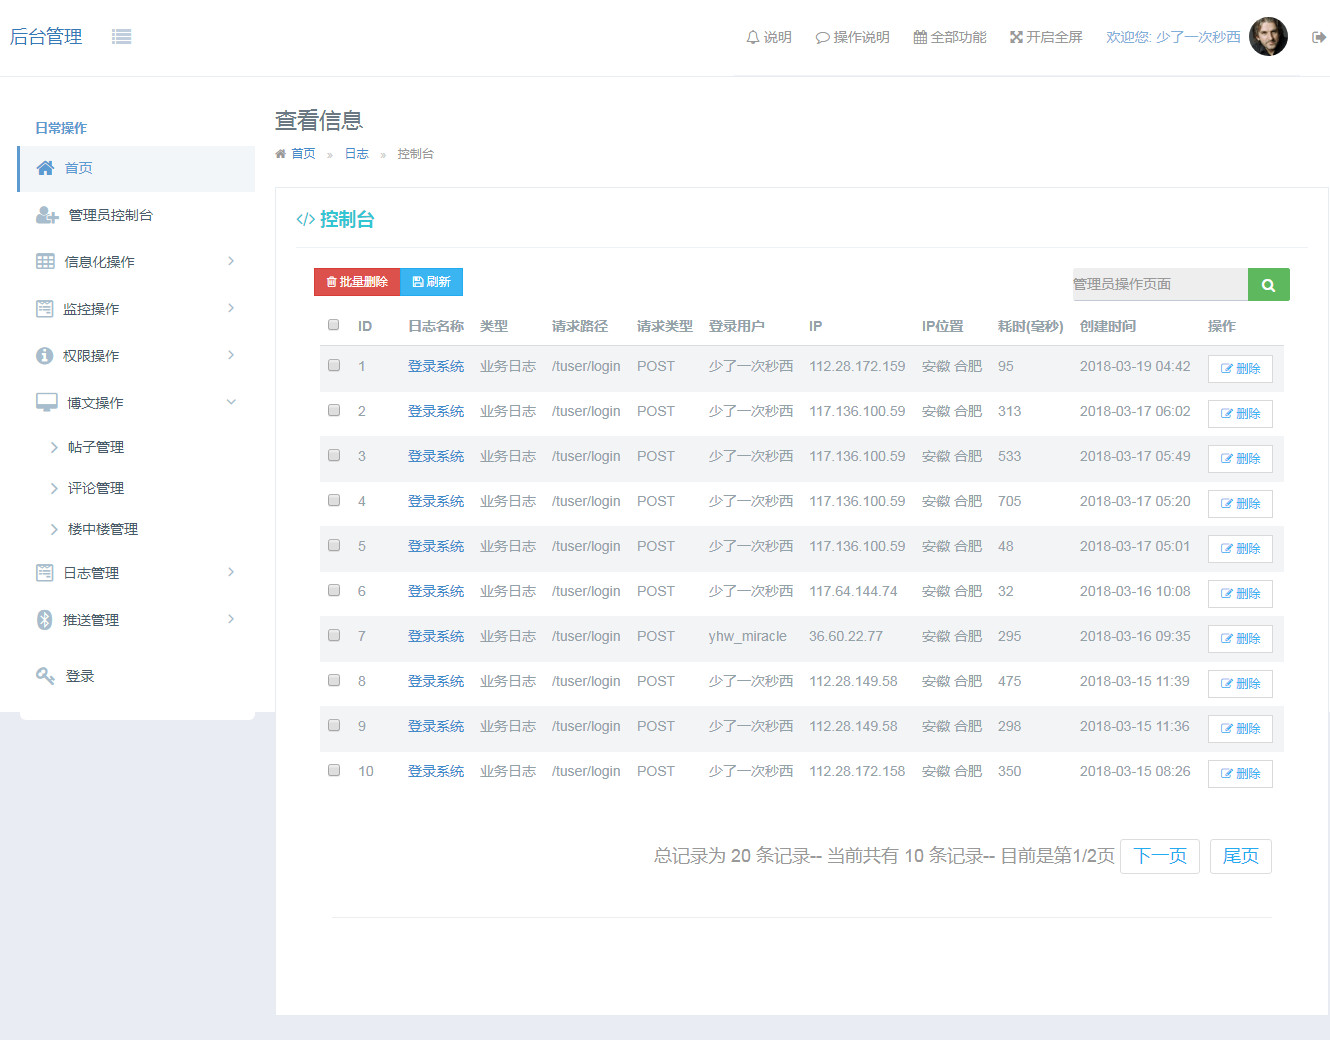 后台管理
说明 操作说明 全部功能 开启全屏 欢迎您: 少了一次秒西
日常操作
首页
管理员控制台
信息化操作
监控操作
权限操作
博文操作
帖子管理
评论管理
楼中楼管理
日志管理
推送管理
登录
查看信息
首页 » 日志 » 控制台
</> 控制台
批量删除 刷新 管理员操作页面
ID 日志名称 类型 请求路径 请求类型 登录用户 IP IP位置 耗时(毫秒) 创建时间 操作
1 登录系统 业务日志 /tuser/login POST 少了一次秒西 112.28.172.159 安徽 合肥 95 2018-03-19 04:42 删除
2 登录系统 业务日志 /tuser/login POST 少了一次秒西 117.136.100.59 安徽 合肥 313 2018-03-17 06:02 删除
3 登录系统 业务日志 /tuser/login POST 少了一次秒西 117.136.100.59 安徽 合肥 533 2018-03-17 05:49 删除
4 登录系统 业务日志 /tuser/login POST 少了一次秒西 117.136.100.59 安徽 合肥 705 2018-03-17 05:20 删除
5 登录系统 业务日志 /tuser/login POST 少了一次秒西 117.136.100.59 安徽 合肥 48 2018-03-17 05:01 删除
6 登录系统 业务日志 /tuser/login POST 少了一次秒西 117.64.144.74 安徽 合肥 32 2018-03-16 10:08 删除
7 登录系统 业务日志 /tuser/login POST yhw_miracle 36.60.22.77 安徽 合肥 295 2018-03-16 09:35 删除
8 登录系统 业务日志 /tuser/login POST 少了一次秒西 112.28.149.58 安徽 合肥 475 2018-03-15 11:39 删除
9 登录系统 业务日志 /tuser/login POST 少了一次秒西 112.28.149.58 安徽 合肥 298 2018-03-15 11:36 删除
10 登录系统 业务日志 /tuser/login POST 少了一次秒西 112.28.172.158 安徽 合肥 350 2018-03-15 08:26 删除
总记录为 20 条记录-- 当前共有 10 条记录-- 目前是第1/2页 下一页 尾页